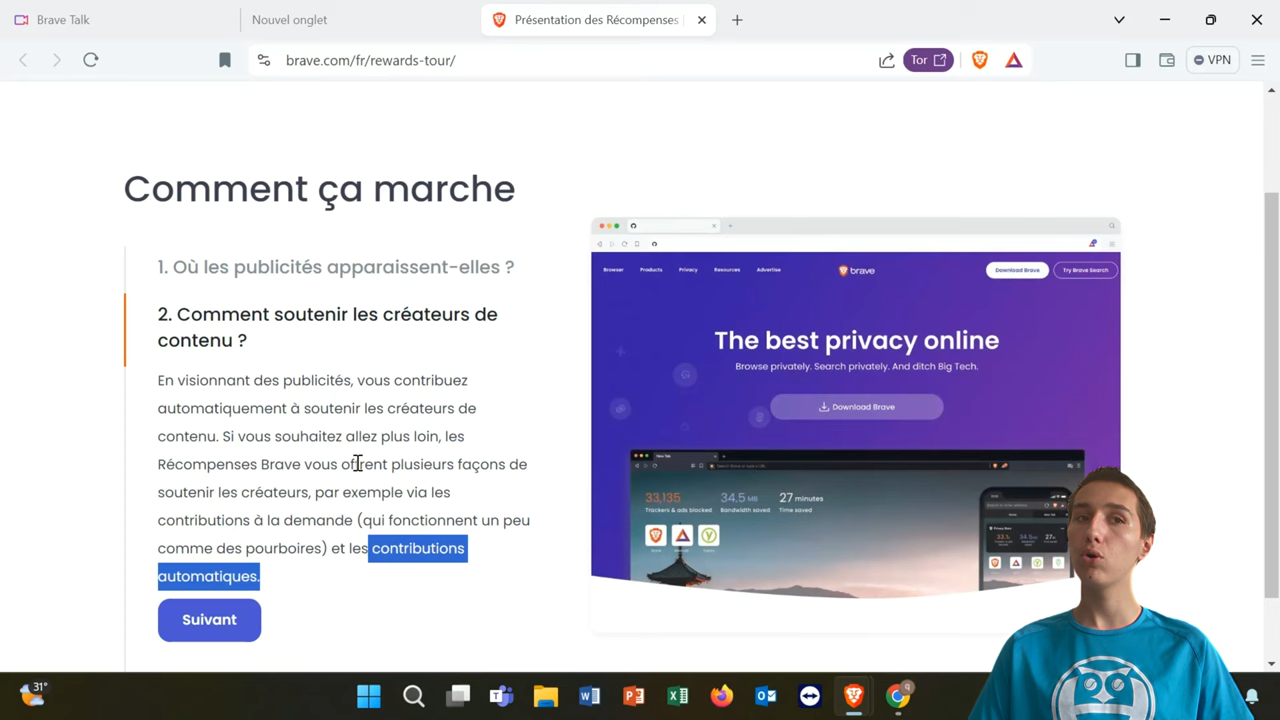 Brave Talk
Nouvel onglet
Présentation des Récompenses
brave.com/fr/rewards-tour/
Tor
VPN
Comment ça marche
1. Où les publicités apparaissent-elles ?
2. Comment soutenir les créateurs de
contenu ?
En visionnant des publicités, vous contribuez
automatiquement à soutenir les créateurs de
contenu. Si vous souhaitez allez plus loin, les
Récompenses Brave vous offrent plusieurs façons de
soutenir les créateurs, par exemple via les
contributions à la demande (qui fonctionnent un peu
comme des pourboires) et les contributions
automatiques.
Suivant
Browser Products Privacy Resources Advertise
brave
Download Brave
Try Brave Search
The best privacy online
Browse privately. Search privately. And ditch Big Tech.
Download Brave
New Tab
33,135
Trackers & ads blocked
34,5 MB
Bandwidth saved
27 minutes
Time saved
31°